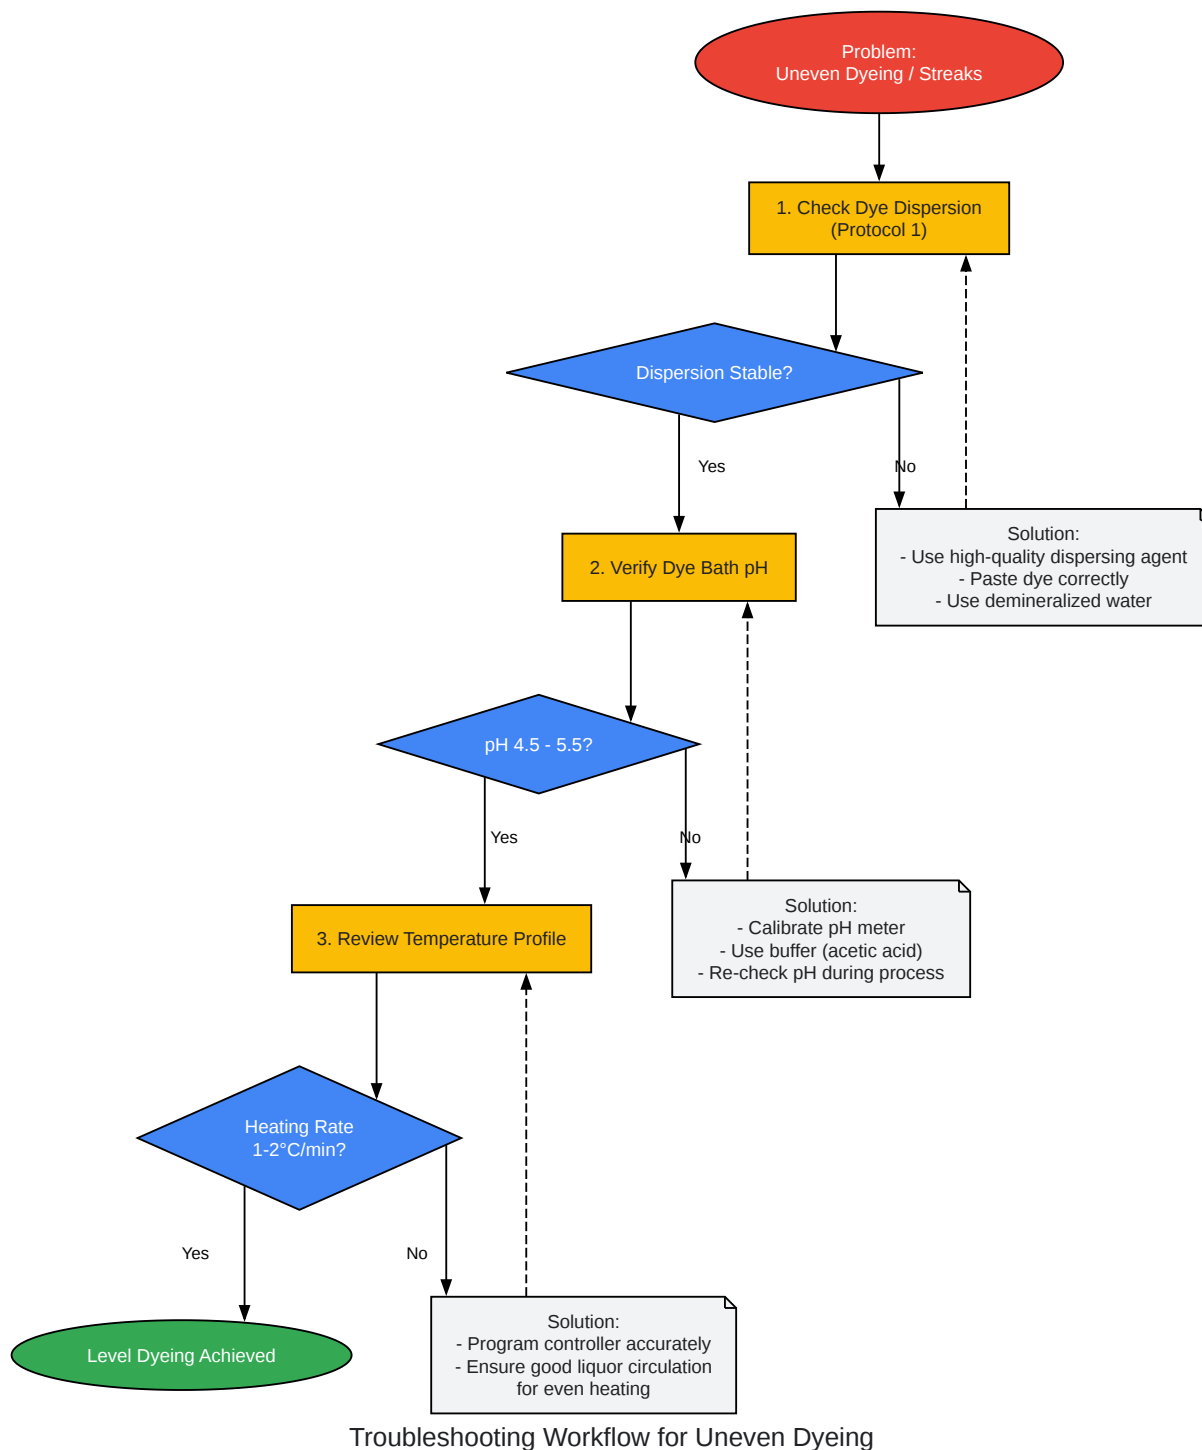 Problem:
Uneven Dyeing / Streaks
1. Check Dye Dispersion
(Protocol 1)
Dispersion Stable?
Yes
No
Solution:
- Use high-quality dispersing agent
- Paste dye correctly
- Use demineralized water
2. Verify Dye Bath pH
pH 4.5 - 5.5?
Yes
No
Solution:
- Calibrate pH meter
- Use buffer (acetic acid)
- Re-check pH during process
3. Review Temperature Profile
Heating Rate
1-2°C/min?
Yes
No
Solution:
- Program controller accurately
- Ensure good liquor circulation
for even heating
Level Dyeing Achieved
Troubleshooting Workflow for Uneven Dyeing